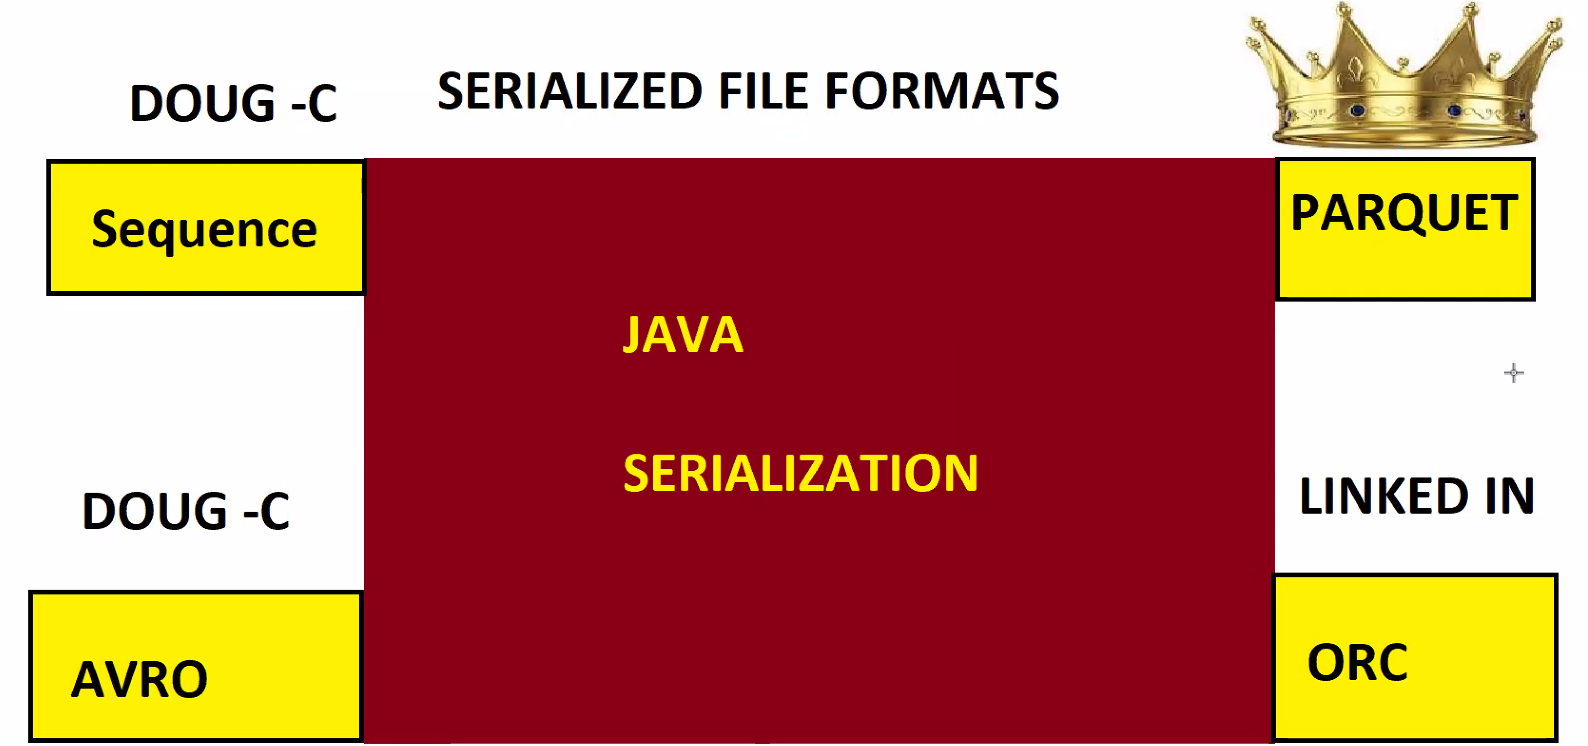 DOUG -C
SERIALIZED FILE FORMATS
Sequence
PARQUET
JAVA
SERIALIZATION
DOUG -C
LINKED IN
AVRO
ORC